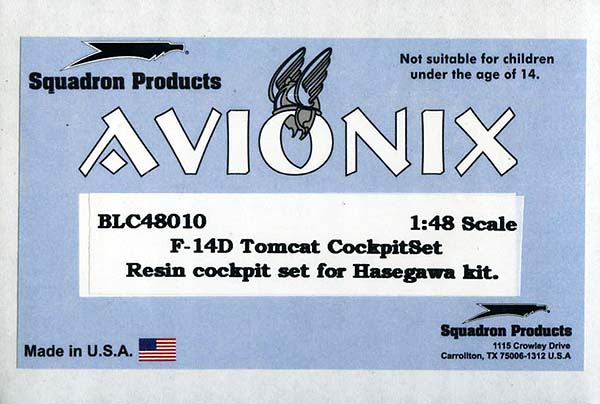 Squadron Products
Not suitable for children
under the age of 14.
AVIONIX
BLC48010 1:48 Scale
F-14D Tomcat CockpitSet
Resin cockpit set for Hasegawa kit.
Made in U.S.A.
Squadron Products
1115 Crowley Drive
Carrollton, TX 75006-1312 U.S.A